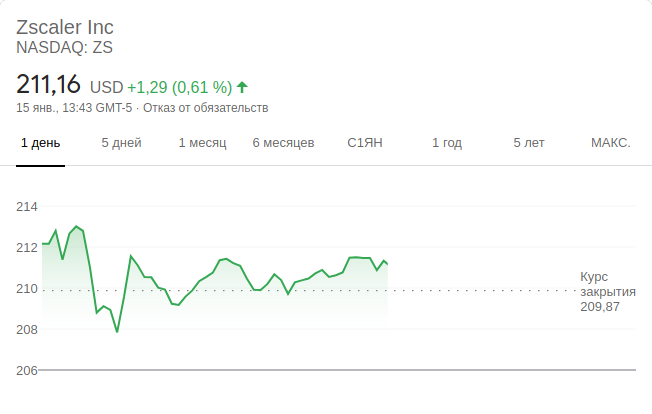 Zscaler Inc
NASDAQ: ZS
211,16 USD +1,29 (0,61 %)
15 янв., 13:43 GMT-5 · Отказ от обязательств
1 день 5 дней 1 месяц 6 месяцев С1ЯН 1 год 5 лет МАКС.
214
212
210
208
206
Курс
закрытия
209,87